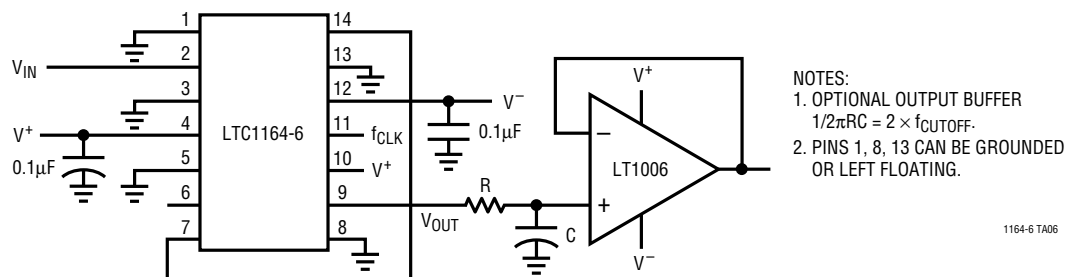 1
14
V_IN
2
13
3
12
V⁻
V⁺
4
LTC1164-6
11
f_CLK
0.1µF
0.1µF
5
10
V⁺
6
9
V_OUT
7
8
R
C
V⁺
–
LT1006
+
V⁻
NOTES:
1. OPTIONAL OUTPUT BUFFER
1/2πRC = 2 × f_CUTOFF.
2. PINS 1, 8, 13 CAN BE GROUNDED
OR LEFT FLOATING.
1164-6 TA06